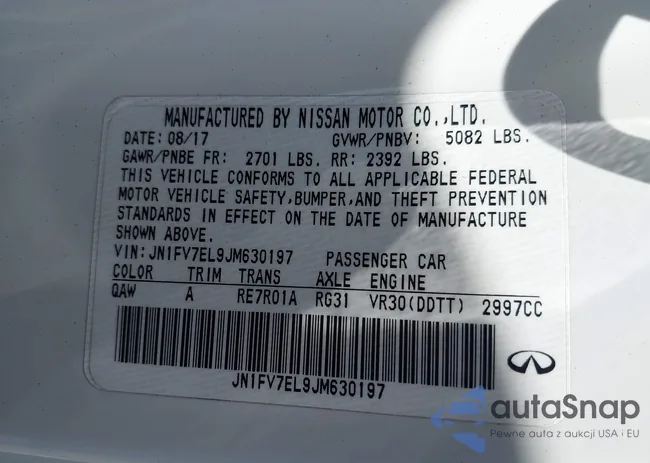 MANUFACTURED BY NISSAN MOTOR CO.,LTD.
DATE: 08/17 GVWR/PNBV: 5082 LBS.
GAWR/PNBE FR: 2701 LBS. RR: 2392 LBS.
THIS VEHICLE CONFORMS TO ALL APPLICABLE FEDERAL
MOTOR VEHICLE SAFETY,BUMPER,AND THEFT PREVENTION
STANDARDS IN EFFECT ON THE DATE OF MANUFACTURE
SHOWN ABOVE.
VIN:JN1FV7EL9JM630197 PASSENGER CAR
COLOR TRIM TRANS AXLE ENGINE
QAW A RE7R01A RG31 VR30(DDTT) 2997CC
JN1FV7EL9JM630197
autaSnap
Pewne auta z aukcji USA i EU